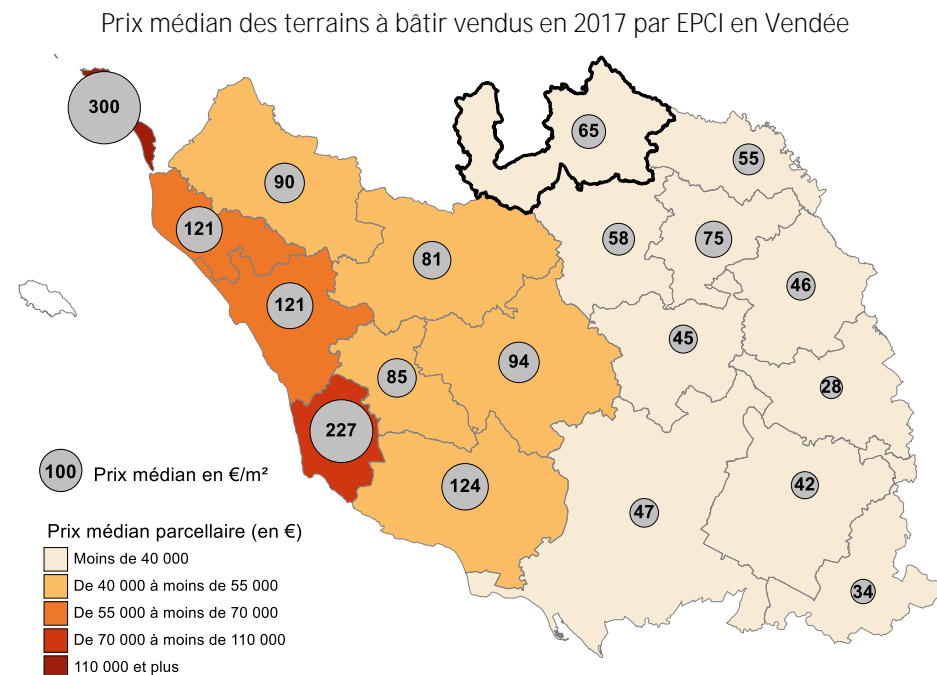 Prix médian des terrains à bâtir vendus en 2017 par EPCI en Vendée
300
65
55
90
121
58
75
81
46
121
45
94
85
28
227
124
42
47
34
100 Prix médian en €/m²
Prix médian parcellaire (en €)
Moins de 40 000
De 40 000 à moins de 55 000
De 55 000 à moins de 70 000
De 70 000 à moins de 110 000
110 000 et plus